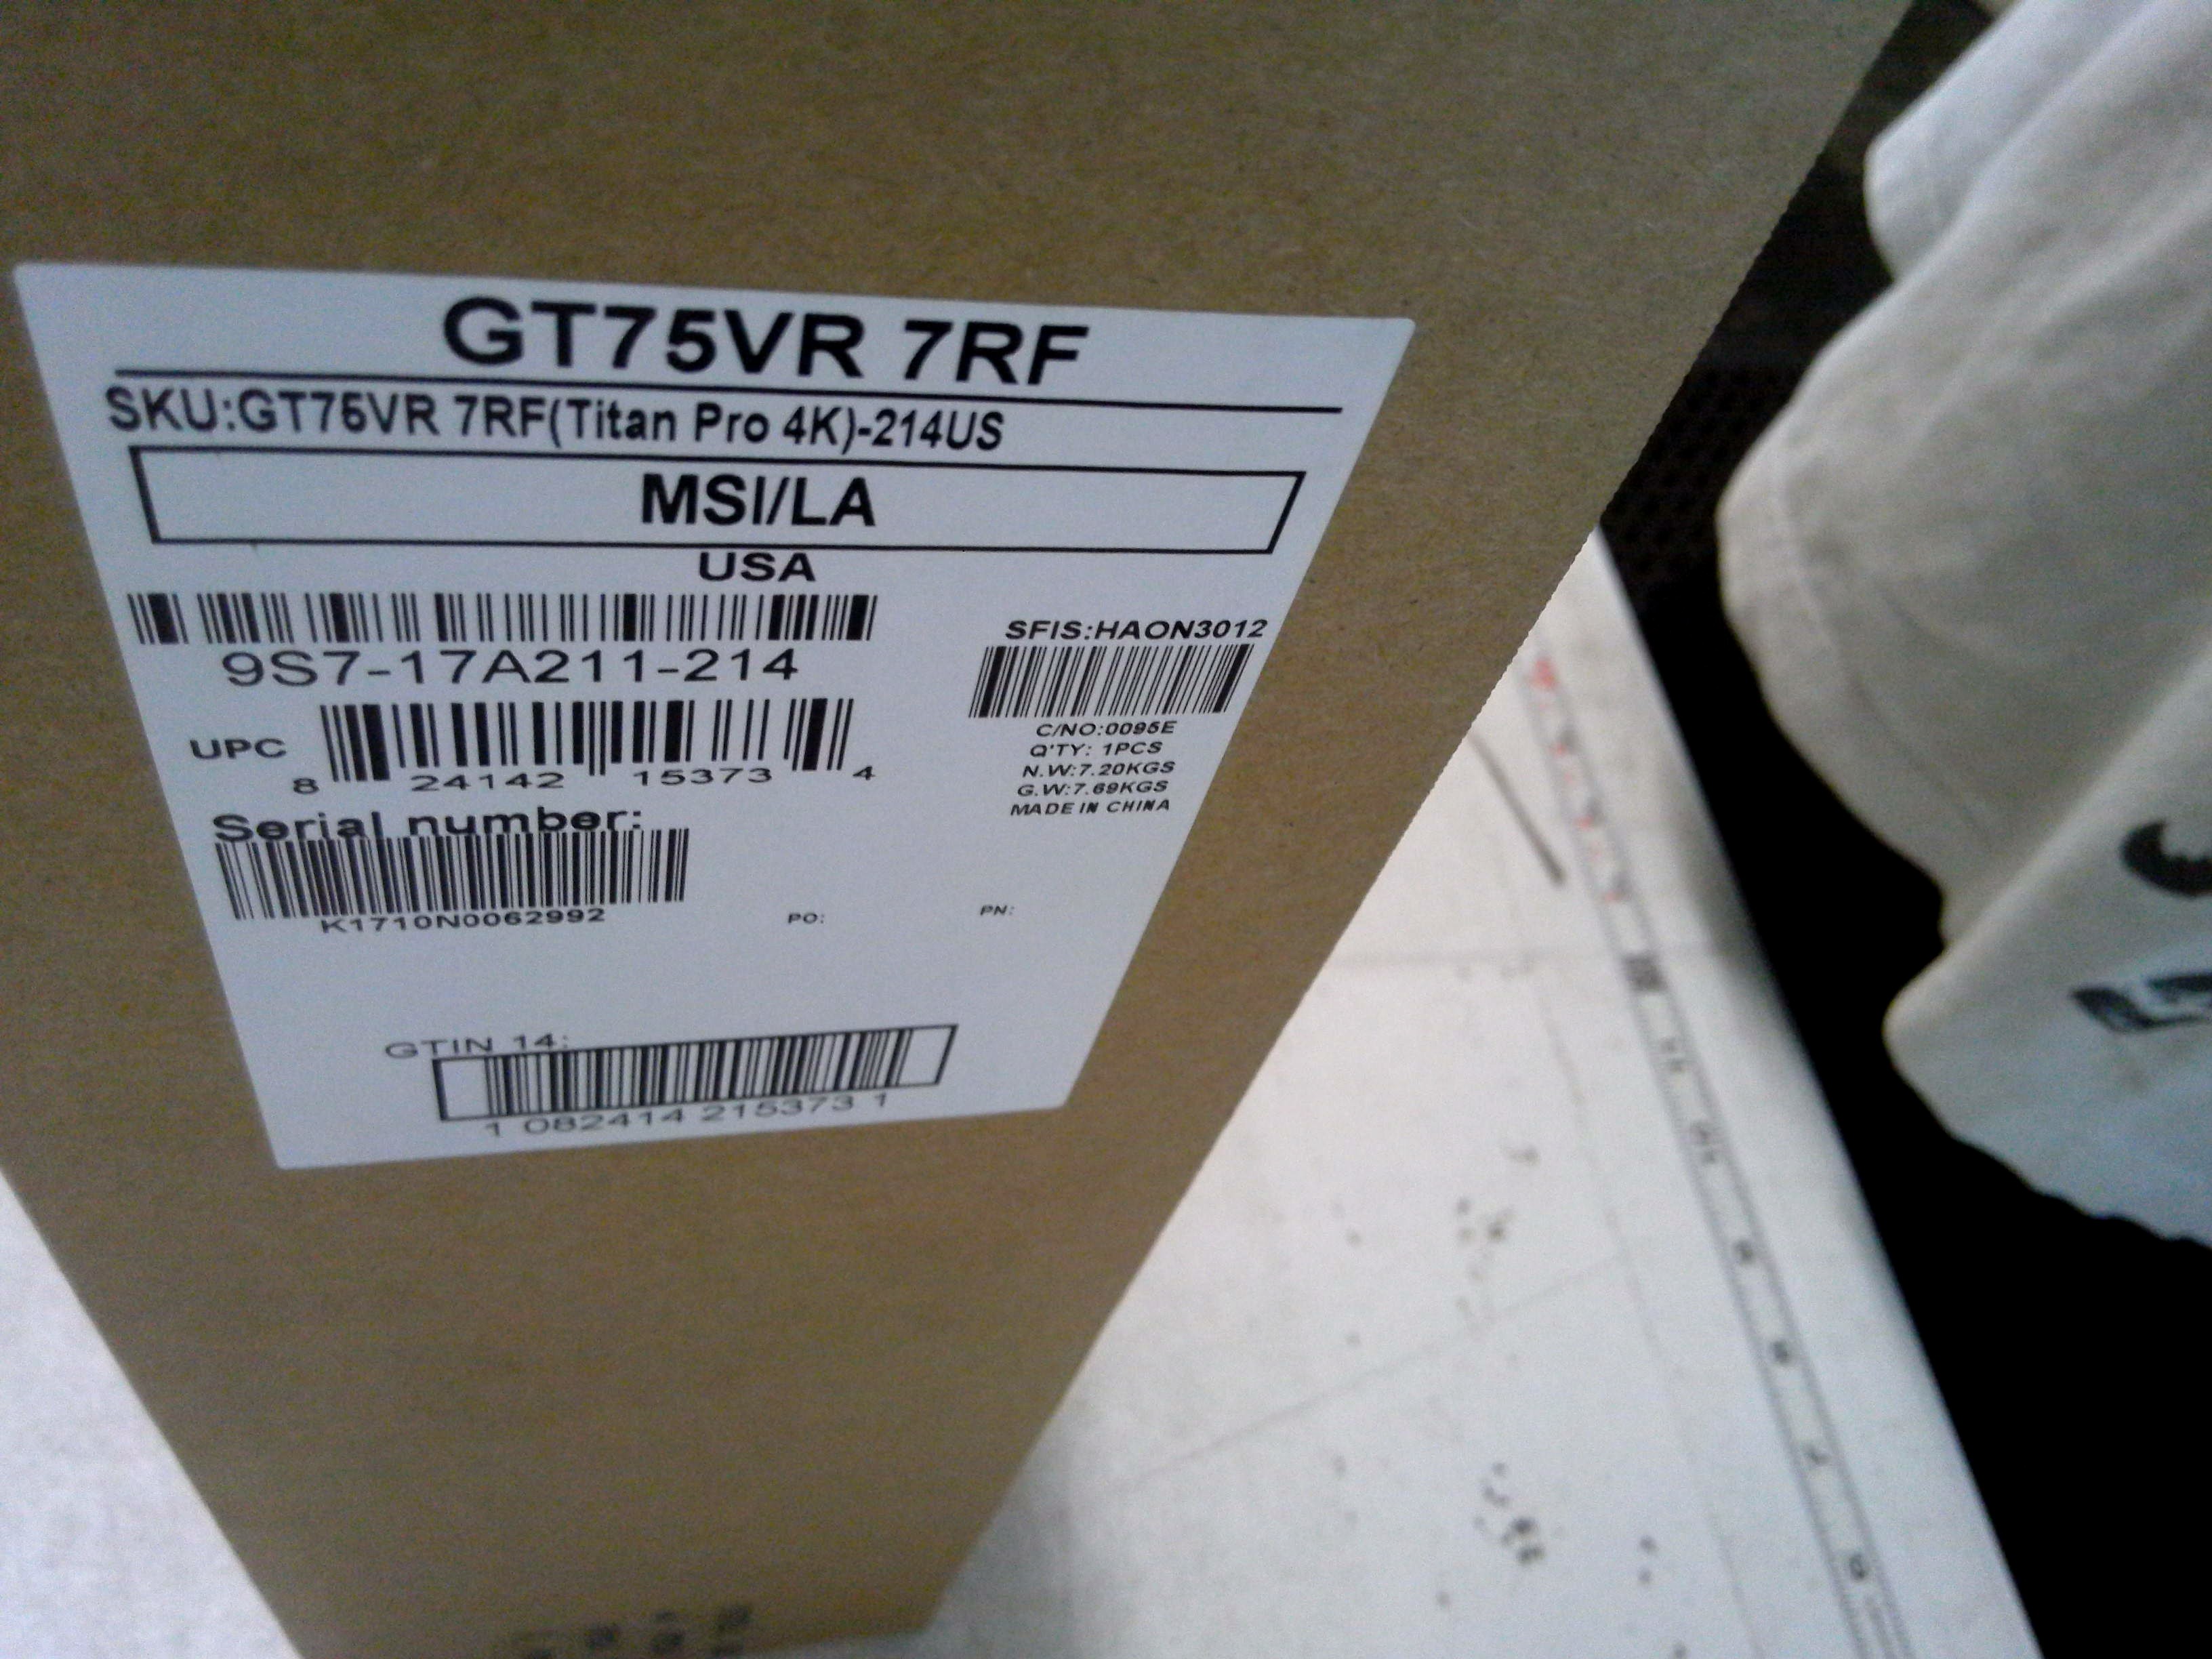 GT75VR 7RF
SKU:GT75VR 7RF(Titan Pro 4K)-214US
MSI/LA
USA
9S7-17A211-214
SFIS:HAON3012
UPC
8 24142 15373 4
C/NO:0095E
Q'TY: 1PCS
N.W:7.20KGS
G.W:7.69KGS
MADE IN CHINA
Serial number:
K1710N0062992
PO:
PN:
GTIN 14:
1 082414 215373 1